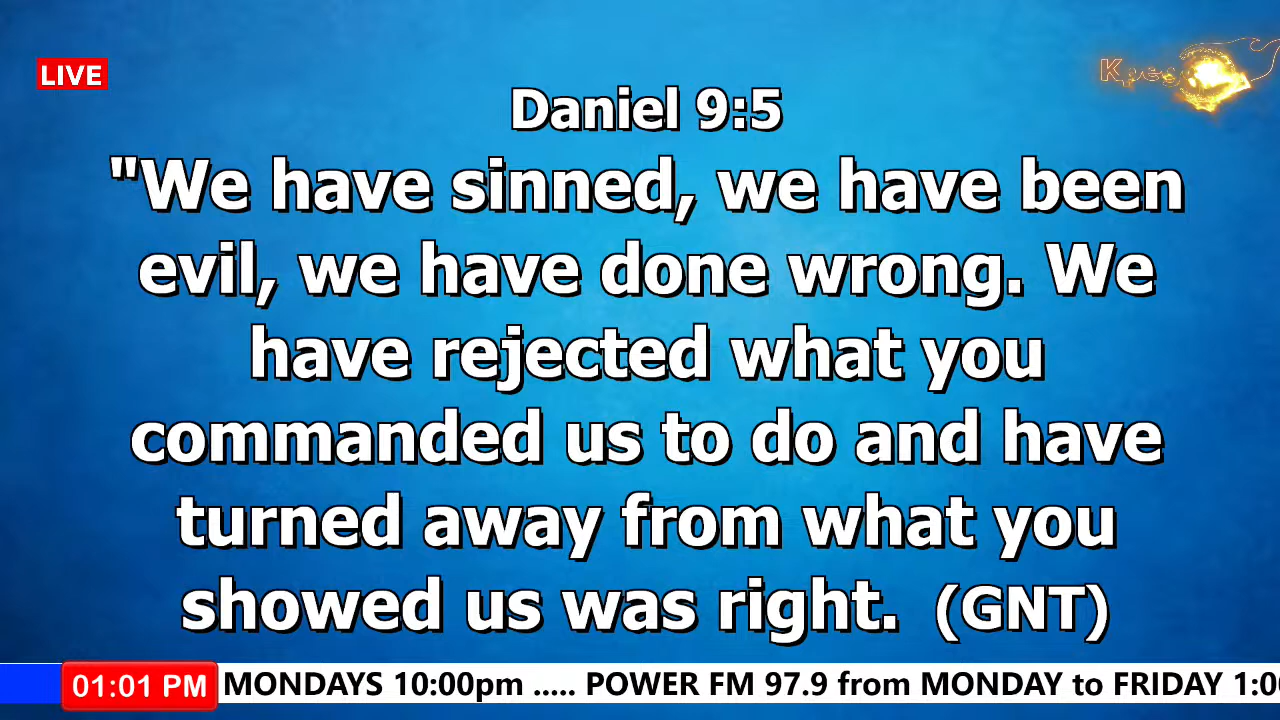 LIVE
Daniel 9:5
"We have sinned, we have been
evil, we have done wrong. We
have rejected what you
commanded us to do and have
turned away from what you
showed us was right. (GNT)
01:01 PM MONDAYS 10:00pm ..... POWER FM 97.9 from MONDAY to FRIDAY